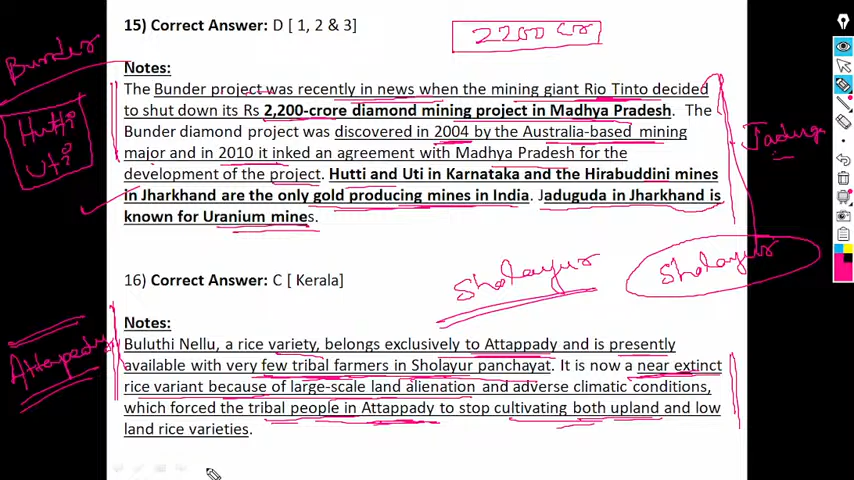 15) Correct Answer: D [ 1, 2 & 3]
2200 cr
Bunder
Notes:
The Bunder project was recently in news when the mining giant Rio Tinto decided
to shut down its Rs 2,200-crore diamond mining project in Madhya Pradesh. The
Bunder diamond project was discovered in 2004 by the Australia-based mining
major and in 2010 it inked an agreement with Madhya Pradesh for the
development of the project. Hutti and Uti in Karnataka and the Hirabuddini mines
in Jharkhand are the only gold producing mines in India. Jaduguda in Jharkhand is
known for Uranium mines.
Hutti
Uti
Sholayur
Sholayur
16) Correct Answer: C [ Kerala]
Notes:
Buluthi Nellu, a rice variety, belongs exclusively to Attappady and is presently
available with very few tribal farmers in Sholayur panchayat. It is now a near extinct
rice variant because of large-scale land alienation and adverse climatic conditions,
which forced the tribal people in Attappady to stop cultivating both upland and low
land rice varieties.